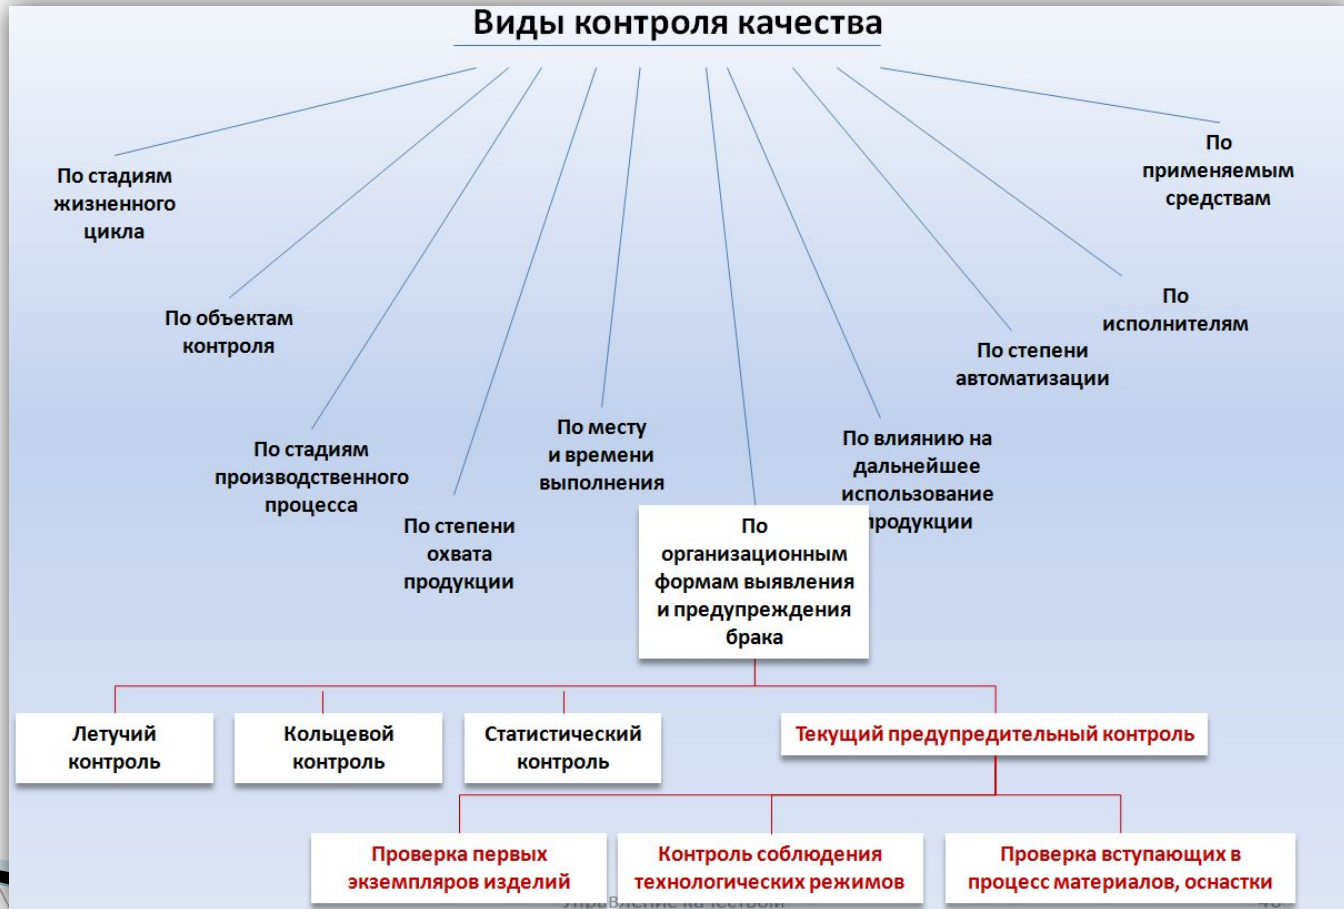 Виды контроля качества
По стадиям
жизненного
цикла
По объектам
контроля
По стадиям
производственного
процесса
По степени
охвата
продукции
По месту
и времени
выполнения
По
организационным
формам выявления
и предупреждения
брака
По влиянию на
дальнейшее
использование
продукции
По степени
автоматизации
По
исполнителям
По
применяемым
средствам
Летучий
контроль
Кольцевой
контроль
Статистический
контроль
Текущий предупредительный контроль
Проверка первых
экземпляров изделий
Контроль соблюдения
технологических режимов
Проверка вступающих в
процесс материалов, оснастки
Управление качеством